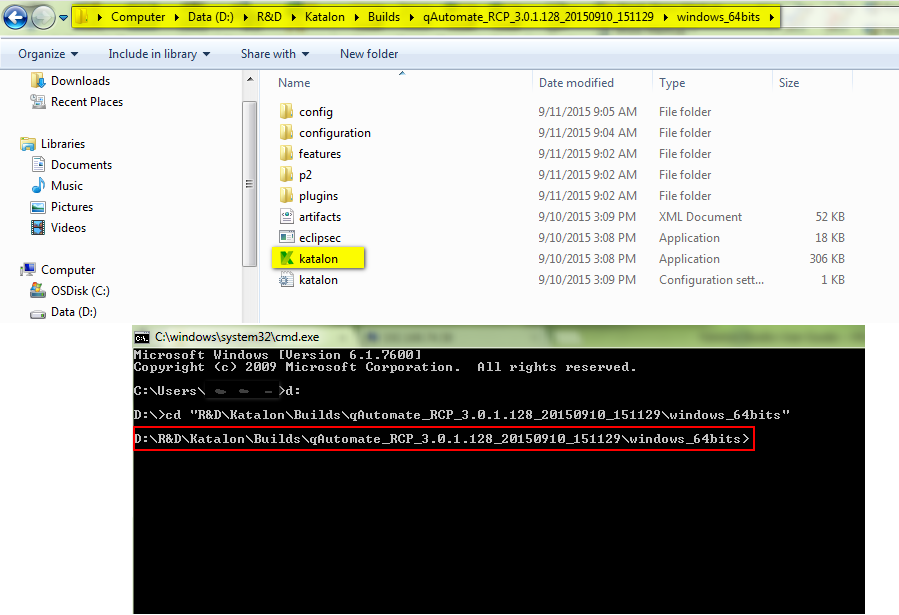 Computer Data (D:) R&D Katalon Builds qAutomate_RCP_3.0.1.128_20150910_151129 windows_64bits
Organize Include in library Share with New folder
Downloads
Recent Places
Libraries
Documents
Music
Pictures
Videos
Computer
OSDisk (C:)
Data (D:)
Name Date modified Type Size
config 9/11/2015 9:05 AM File folder
configuration 9/11/2015 9:04 AM File folder
features 9/11/2015 9:02 AM File folder
p2 9/11/2015 9:02 AM File folder
plugins 9/11/2015 9:02 AM File folder
artifacts 9/10/2015 3:09 PM XML Document 52 KB
eclipsec 9/10/2015 3:08 PM Application 18 KB
katalon 9/10/2015 3:08 PM Application 306 KB
katalon 9/10/2015 3:09 PM Configuration sett... 1 KB
C:\windows\system32\cmd.exe
Microsoft Windows [Version 6.1.7600]
Copyright (c) 2009 Microsoft Corporation. All rights reserved.
C:\Users\ >d:
D:\>cd "R&D\Katalon\Builds\qAutomate_RCP_3.0.1.128_20150910_151129\windows_64bits"
D:\R&D\Katalon\Builds\qAutomate_RCP_3.0.1.128_20150910_151129\windows_64bits>